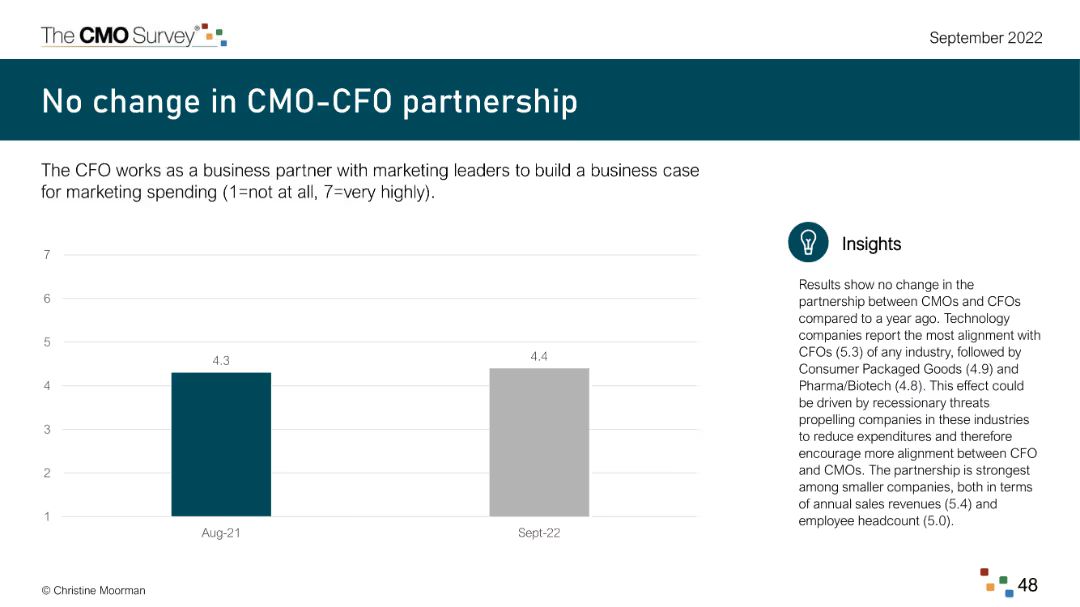 The CMO Survey®
September 2022
No change in CMO-CFO partnership
The CFO works as a business partner with marketing leaders to build a business case
for marketing spending (1=not at all, 7=very highly).
7
6
5
4
3
2
1
4.3
4.4
Aug-21
Sept-22
Insights
Results show no change in the
partnership between CMOs and CFOs
compared to a year ago. Technology
companies report the most alignment with
CFOs (5.3) of any industry, followed by
Consumer Packaged Goods (4.9) and
Pharma/Biotech (4.8). This effect could
be driven by recessionary threats
propelling companies in these industries
to reduce expenditures and therefore
encourage more alignment between CFO
and CMOs. The partnership is strongest
among smaller companies, both in terms
of annual sales revenues (5.4) and
employee headcount (5.0).
© Christine Moorman
48